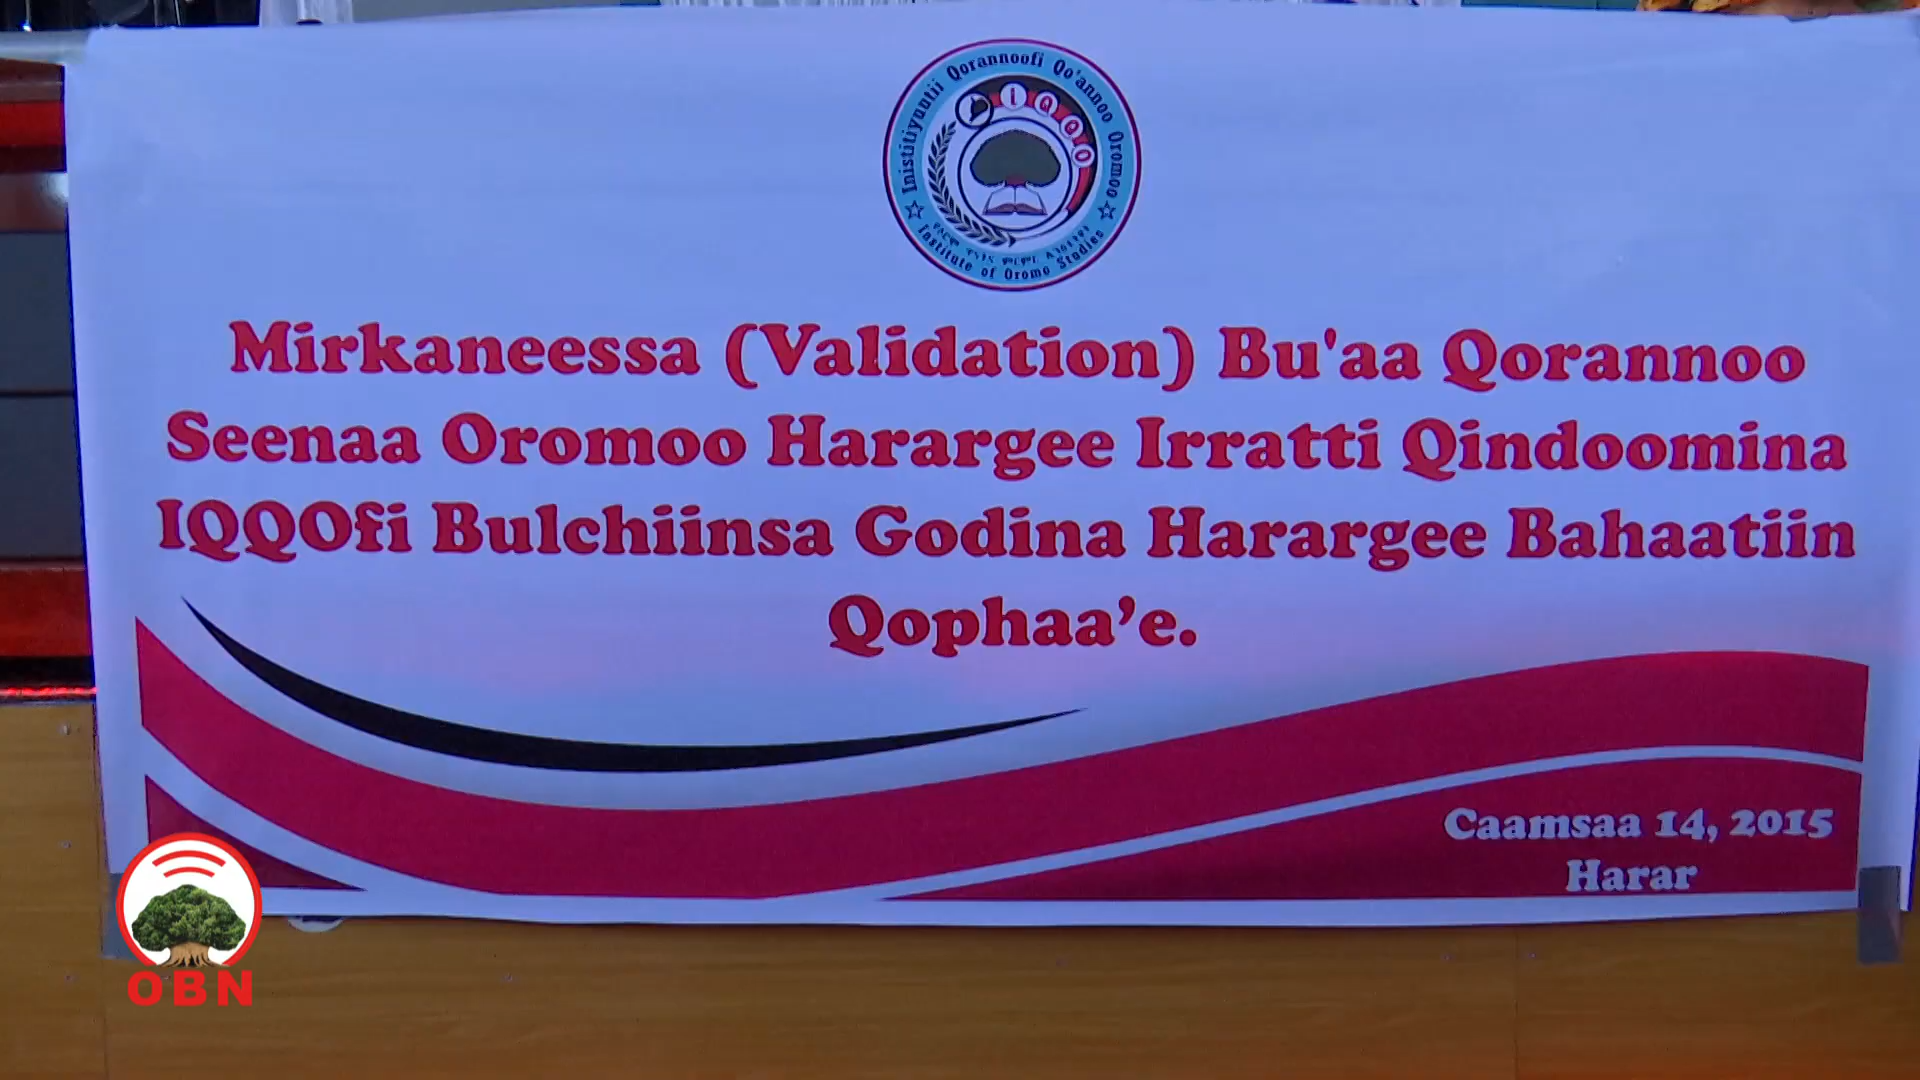 Inistitiyuutii Qorannoofi Qo'annoo Oromoo
IQQO
Institute of Oromo Studies
Mirkaneessa (Validation) Bu'aa Qorannoo
Seenaa Oromoo Harargee Irratti Qindoomina
IQQOfi Bulchiinsa Godina Harargee Bahaatiin
Qophaa’e.
Caamsaa 14, 2015
Harar
OBN